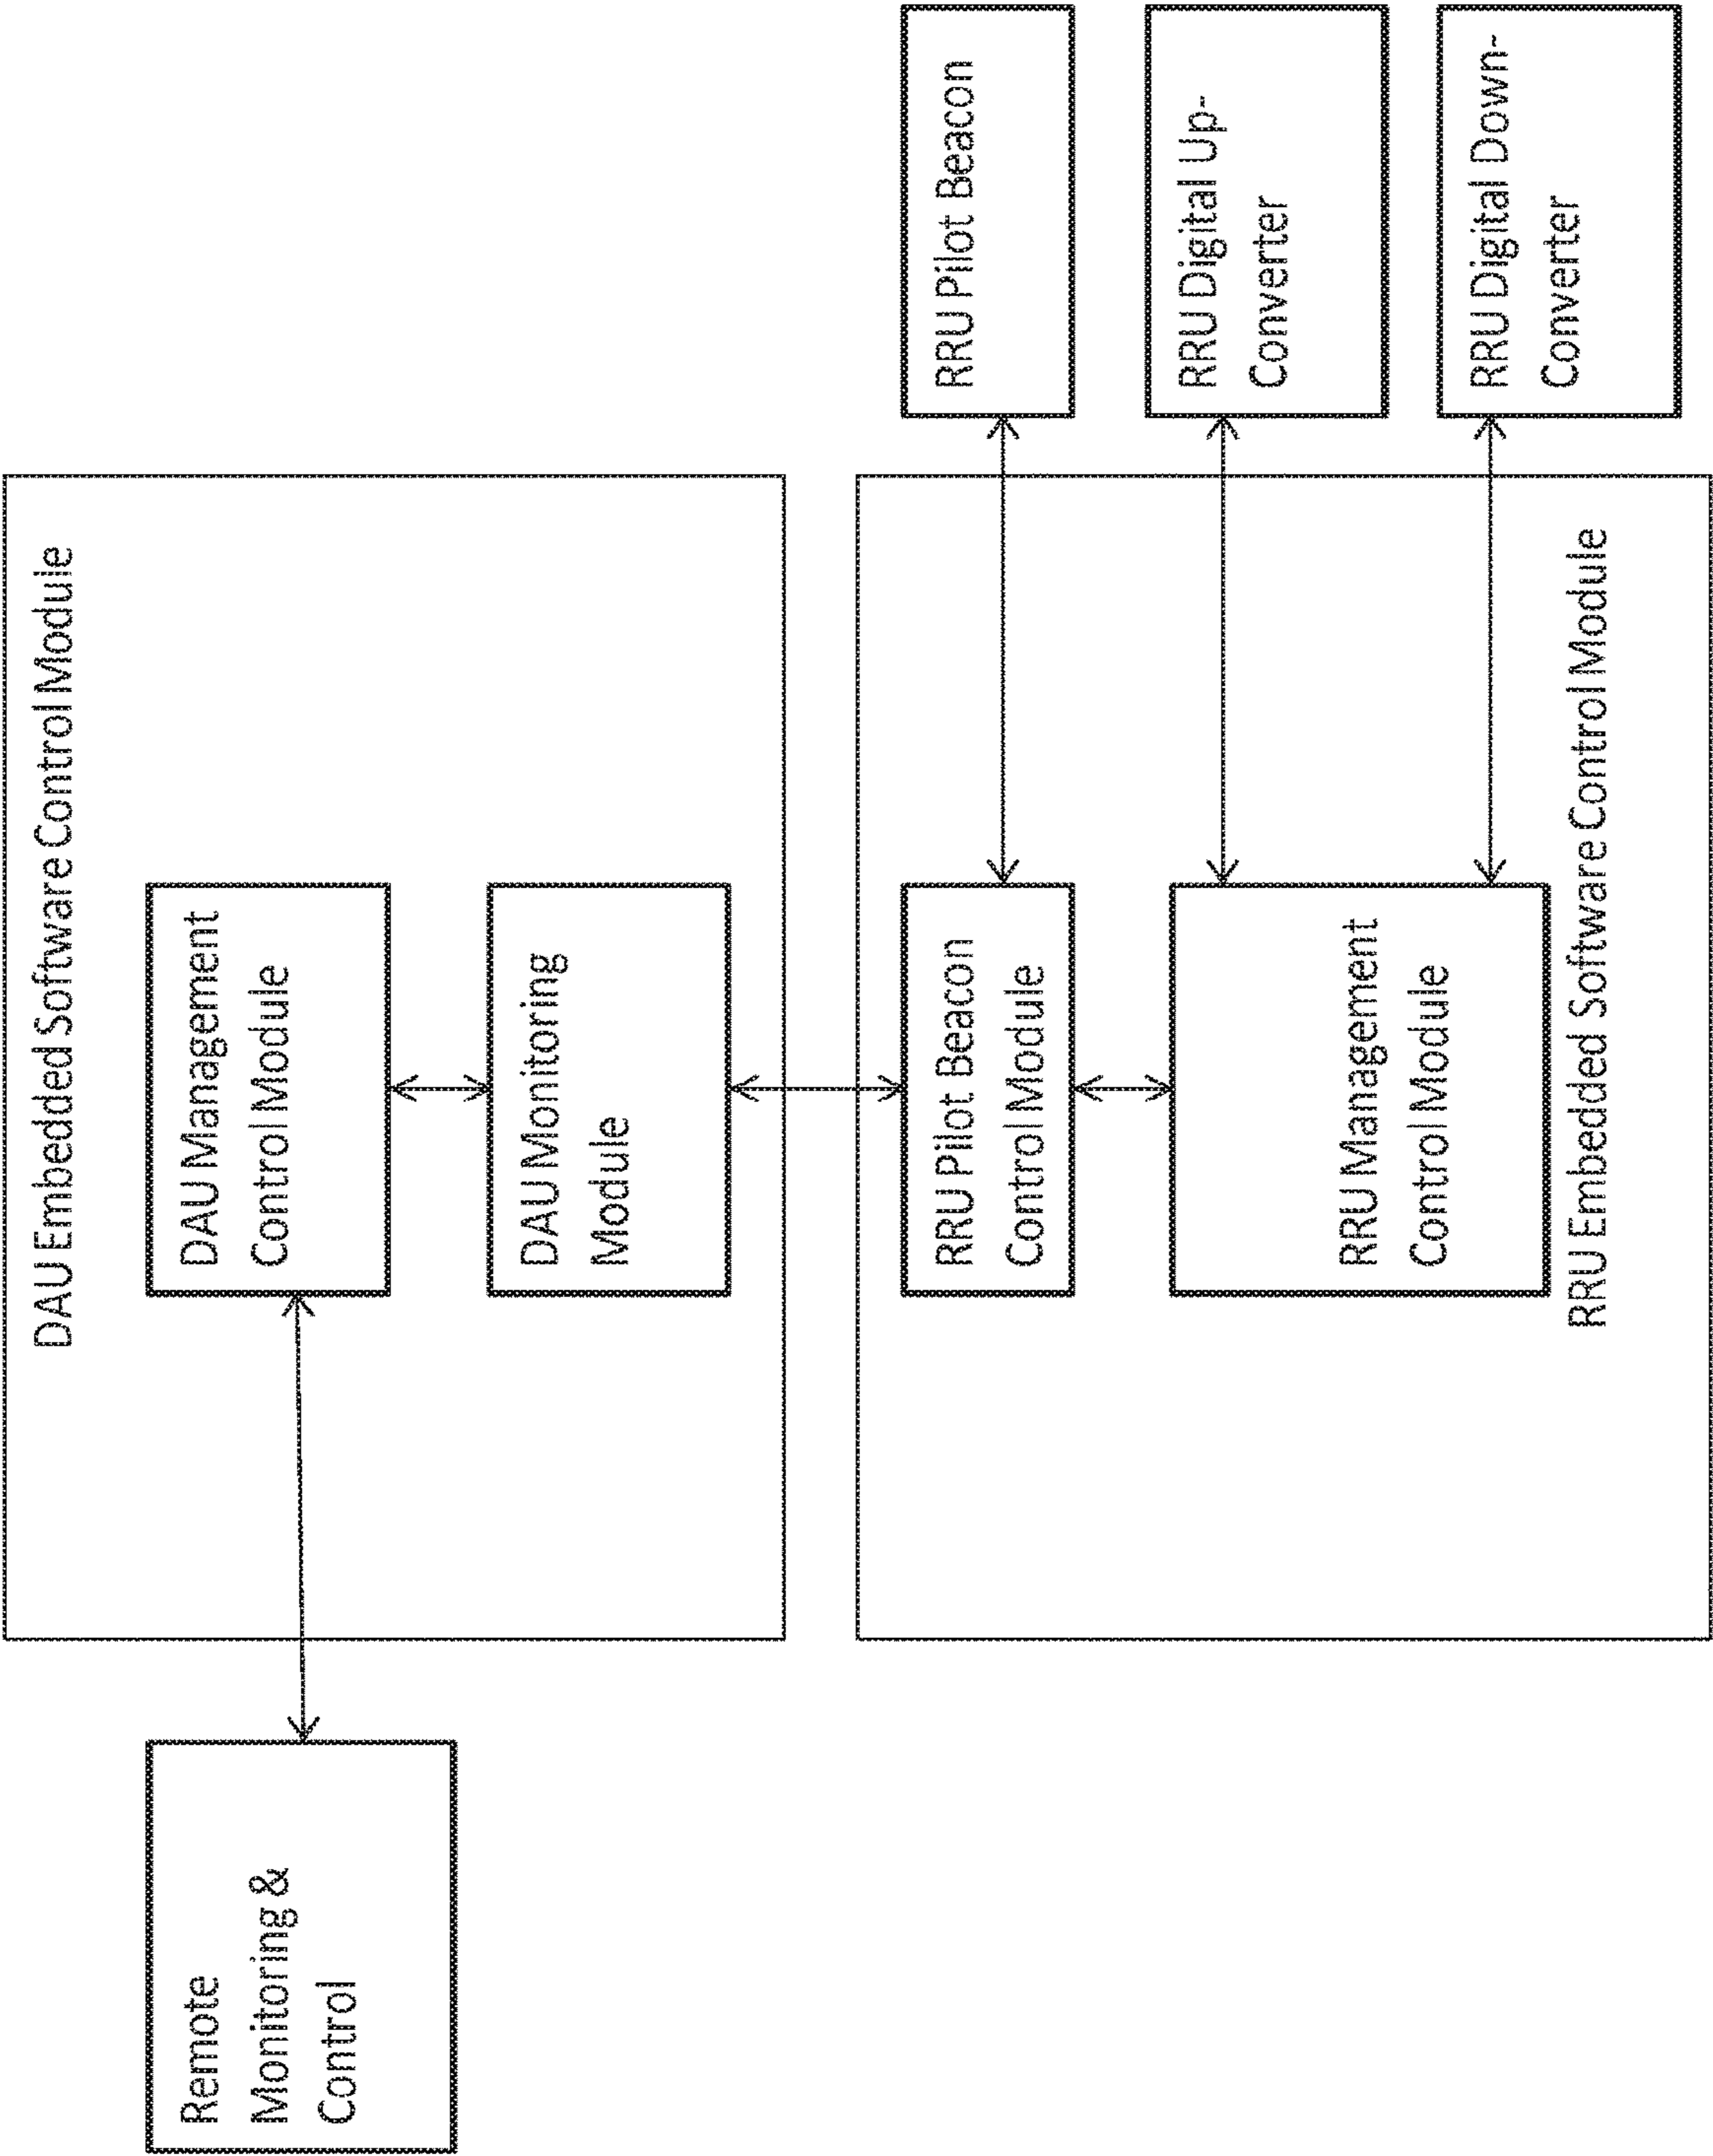 DAU Embedded Software Control Module
Remote
Monitoring &
Control
DAU Management
Control Module
DAU Monitoring
Module
RRU Pilot Beacon
Control Module
RRU Pilot Beacon
RRU Management
Control Module
RRU Digital Up-
Converter
RRU Digital Down-
Converter
RRU Embedded Software Control Module